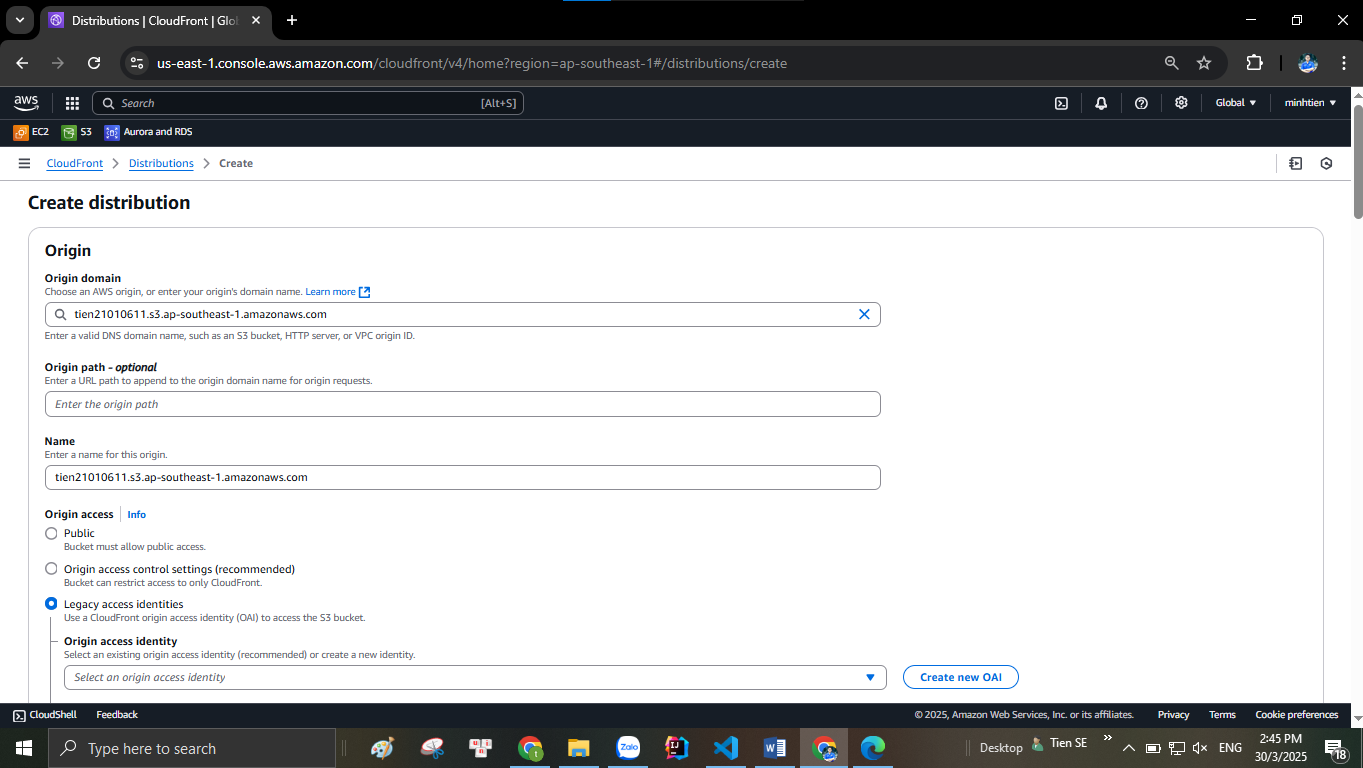 Distributions | CloudFront | Glo
us-east-1.console.aws.amazon.com/cloudfront/v4/home?region=ap-southeast-1#/distributions/create
aws
Search
[Alt+S]
Global
minhtien
EC2
S3
Aurora and RDS
CloudFront
Distributions
Create
Create distribution
Origin
Origin domain
Choose an AWS origin, or enter your origin's domain name. Learn more
tien21010611.s3.ap-southeast-1.amazonaws.com
Enter a valid DNS domain name, such as an S3 bucket, HTTP server, or VPC origin ID.
Origin path - optional
Enter a URL path to append to the origin domain name for origin requests.
Enter the origin path
Name
Enter a name for this origin.
tien21010611.s3.ap-southeast-1.amazonaws.com
Origin access
Info
Public
Bucket must allow public access.
Origin access control settings (recommended)
Bucket can restrict access to only CloudFront.
Legacy access identities
Use a CloudFront origin access identity (OAI) to access the S3 bucket.
Origin access identity
Select an existing origin access identity (recommended) or create a new identity.
Select an origin access identity
Create new OAI
CloudShell
Feedback
© 2025, Amazon Web Services, Inc. or its affiliates.
Privacy
Terms
Cookie preferences
Type here to search
Zalo
Desktop
Tien SE
ENG
2:45 PM
30/3/2025
18